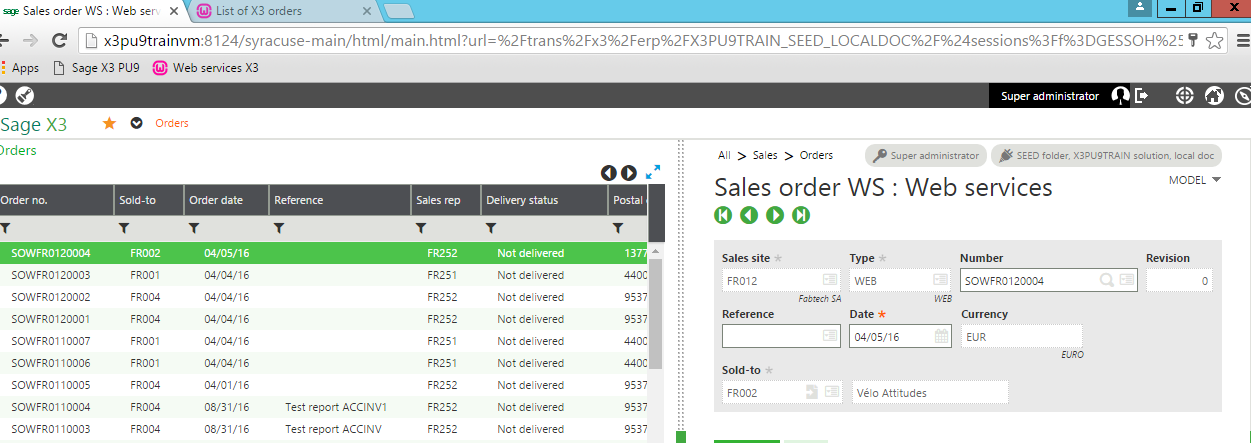 sage Sales order WS : Web serv
List of X3 orders
x3pu9trainvm:8124/syracuse-main/html/main.html?url=%2Ftrans%2Fx3%2Ferp%2FX3PU9TRAIN_SEED_LOCALDOC%2F%24sessions%3Ff%3DGESSOH%25
Apps Sage X3 PU9 Web services X3
Super administrator
Sage X3 Orders
Orders
Order no. Sold-to Order date Reference Sales rep Delivery status Postal
SOWFR0120004 FR002 04/05/16 FR252 Not delivered 1377
SOWFR0120003 FR001 04/04/16 FR251 Not delivered 4400
SOWFR0120002 FR004 04/04/16 FR252 Not delivered 9537
SOWFR0120001 FR004 04/04/16 FR252 Not delivered 9537
SOWFR0110007 FR001 04/04/16 FR251 Not delivered 4400
SOWFR0110006 FR001 04/04/16 FR251 Not delivered 4400
SOWFR0110005 FR004 04/01/16 FR252 Not delivered 9537
SOWFR0110004 FR004 08/31/16 Test report ACCINV1 FR252 Not delivered 9537
SOWFR0110003 FR004 08/31/16 Test report ACCINV FR252 Not delivered 9537
All > Sales > Orders
Super administrator
SEED folder, X3PU9TRAIN solution, local doc
Sales order WS : Web services
MODEL
Sales site * Type * Number Revision
FR012 WEB SOWFR0120004 0
Fabtech SA WEB
Reference Date * Currency
04/05/16 EUR
EURO
Sold-to *
FR002 Vélo Attitudes